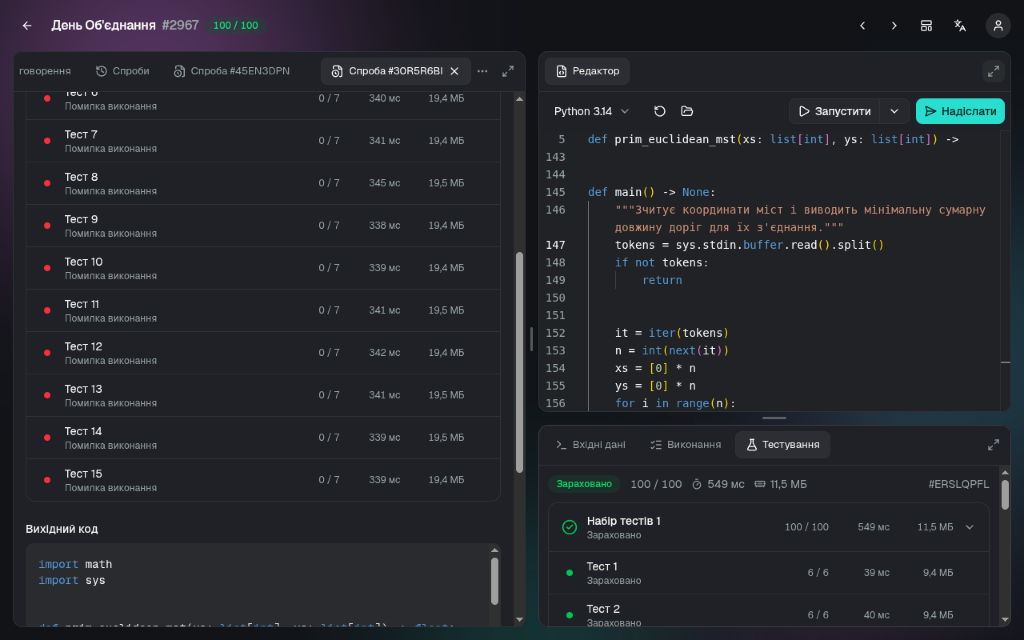 День Об'єднання #2967 100 / 100
говорення Спроби Спроба #45EN3DPN Спроба #30R5R6BI
Тест 6 0 / 7 340 мс 19,4 МБ
Помилка виконання
Тест 7 0 / 7 341 мс 19,4 МБ
Помилка виконання
Тест 8 0 / 7 345 мс 19,5 МБ
Помилка виконання
Тест 9 0 / 7 338 мс 19,4 МБ
Помилка виконання
Тест 10 0 / 7 339 мс 19,4 МБ
Помилка виконання
Тест 11 0 / 7 341 мс 19,5 МБ
Помилка виконання
Тест 12 0 / 7 342 мс 19,4 МБ
Помилка виконання
Тест 13 0 / 7 341 мс 19,5 МБ
Помилка виконання
Тест 14 0 / 7 339 мс 19,5 МБ
Помилка виконання
Тест 15 0 / 7 339 мс 19,4 МБ
Помилка виконання
Вихідний код
import math
import sys
def prim_euclidean_mst(xs: list[int], ys: list[int]) -> float:
Редактор
Python 3.14 Запустити Надіслати
5 def prim_euclidean_mst(xs: list[int], ys: list[int]) ->
143
144
145 def main() -> None:
146 """Зчитує координати міст і виводить мінімальну сумарну
довжину доріг для їх з'єднання."""
147 tokens = sys.stdin.buffer.read().split()
148 if not tokens:
149 return
150
151
152 it = iter(tokens)
153 n = int(next(it))
154 xs = [0] * n
155 ys = [0] * n
156 for i in range(n):
Вхідні дані Виконання Тестування
Зараховано 100 / 100 549 мс 11,5 МБ #ERSLQPFL
Набір тестів 1 100 / 100 549 мс 11,5 МБ
Зараховано
Тест 1 6 / 6 39 мс 9,4 МБ
Зараховано
Тест 2 6 / 6 40 мс 9,4 МБ
Зараховано